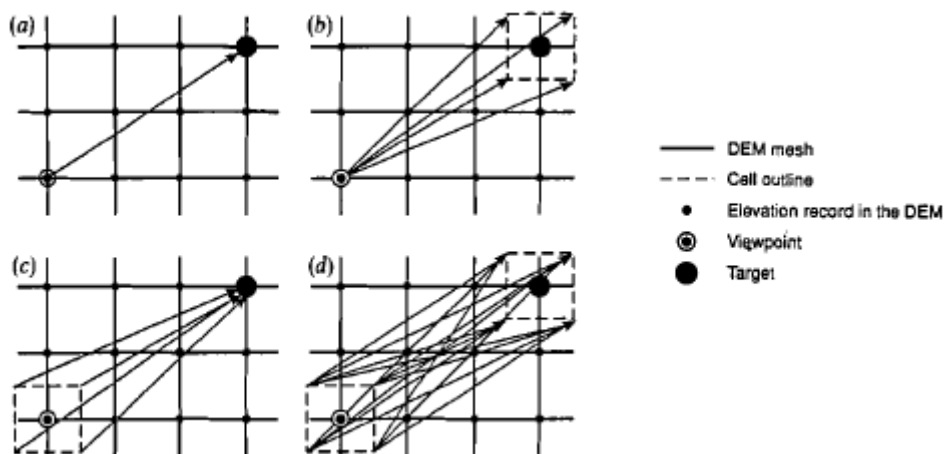 (a)
(b)
DEM mesh
Cell outline
Elevation record in the DEM
Viewpoint
Target
(c)
(d)